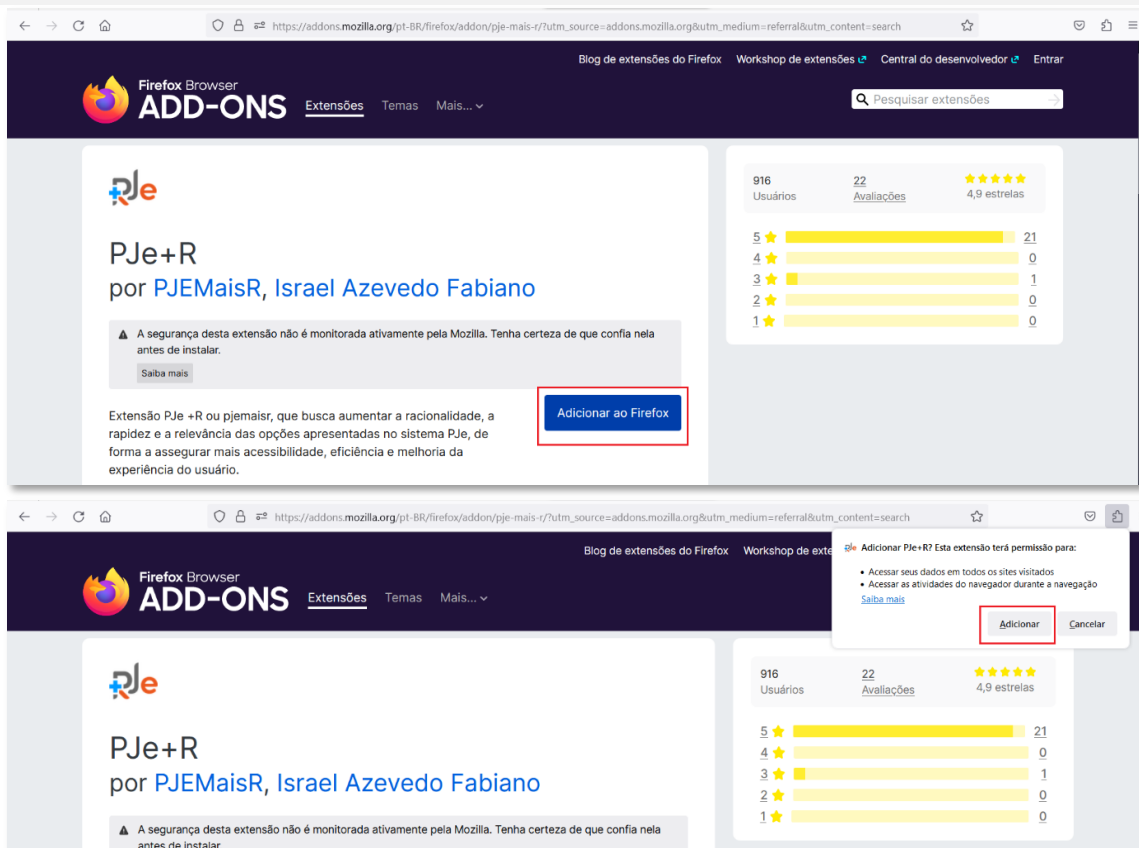 https://addons.mozilla.org/pt-BR/firefox/addon/pje-mais-r/?utm_source=addons.mozilla.org&utm_medium=referral&utm_content=search
Blog de extensões do Firefox Workshop de extensões Central do desenvolvedor Entrar
Firefox Browser
ADD-ONS Extensões Temas Mais...
Pesquisar extensões
PJe
916 22 4,9 estrelas
Usuários Avaliações
5 21
4 0
3 1
2 0
1 0
PJe+R
por PJEMaisR, Israel Azevedo Fabiano
A segurança desta extensão não é monitorada ativamente pela Mozilla. Tenha certeza de que confia nela
antes de instalar.
Saiba mais
Adicionar ao Firefox
Extensão PJe +R ou pjemaisr, que busca aumentar a racionalidade, a
rapidez e a relevância das opções apresentadas no sistema PJe, de
forma a assegurar mais acessibilidade, eficiência e melhoria da
experiência do usuário.
https://addons.mozilla.org/pt-BR/firefox/addon/pje-mais-r/?utm_source=addons.mozilla.org&utm_medium=referral&utm_content=search
Blog de extensões do Firefox Workshop de exte
PJe Adicionar PJe+R? Esta extensão terá permissão para:
• Acessar seus dados em todos os sites visitados
• Acessar as atividades do navegador durante a navegação
Saiba mais
Adicionar Cancelar
Firefox Browser
ADD-ONS Extensões Temas Mais...
PJe
916 22 4,9 estrelas
Usuários Avaliações
5 21
4 0
3 1
2 0
1 0
PJe+R
por PJEMaisR, Israel Azevedo Fabiano
A segurança desta extensão não é monitorada ativamente pela Mozilla. Tenha certeza de que confia nela
antes de instalar.